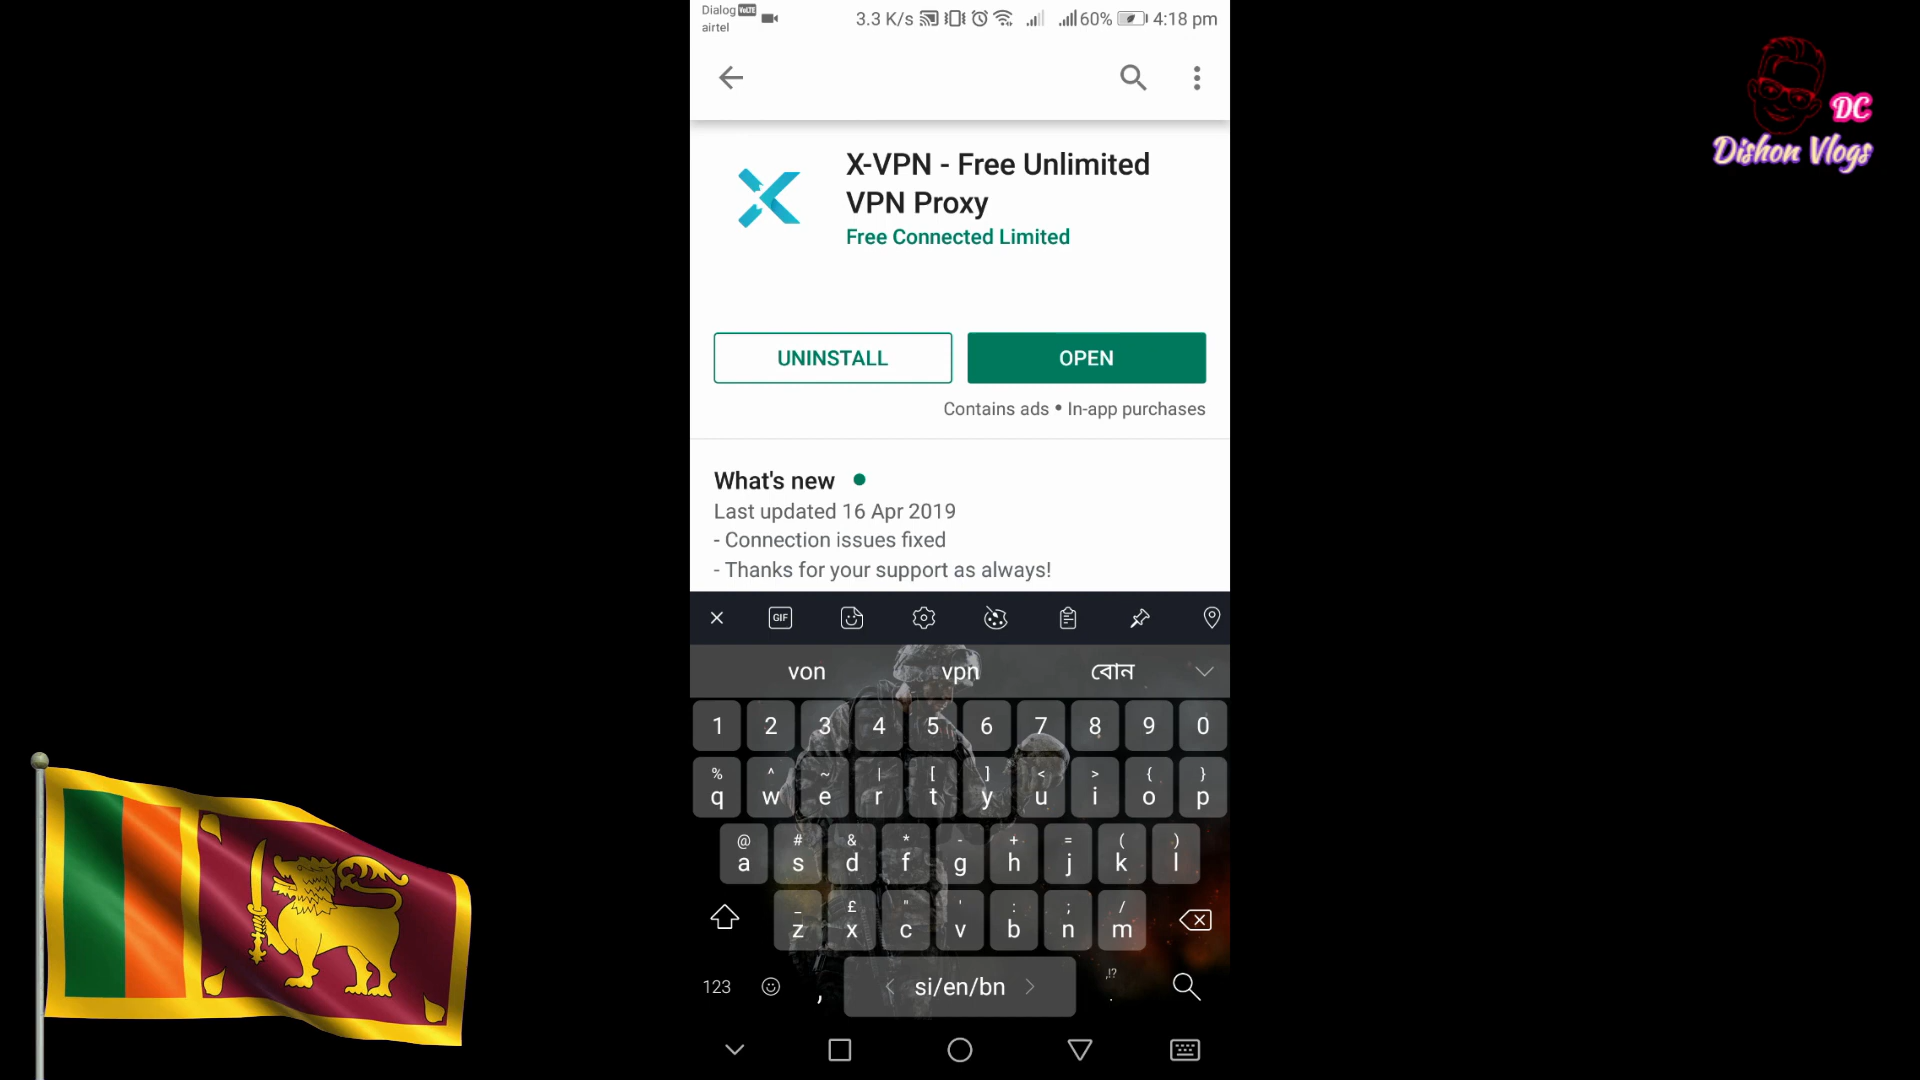 Dialog VoLTE
airtel
3.3 K/s 60% 4:18 pm
DC
Dishon Vlogs
X-VPN - Free Unlimited
VPN Proxy
Free Connected Limited
UNINSTALL OPEN
Contains ads • In-app purchases
What's new
Last updated 16 Apr 2019
- Connection issues fixed
- Thanks for your support as always!
GIF
von vpn বোন
1 2 3 4 5 6 7 8 9 0
% ^ ~ | [ ] < > { }
q w e r t y u i o p
@ # & * - + = ( )
a s d f g h j k l
_ £ " ' : ; /
z x c v b n m
123 , < si/en/bn > ,!? .